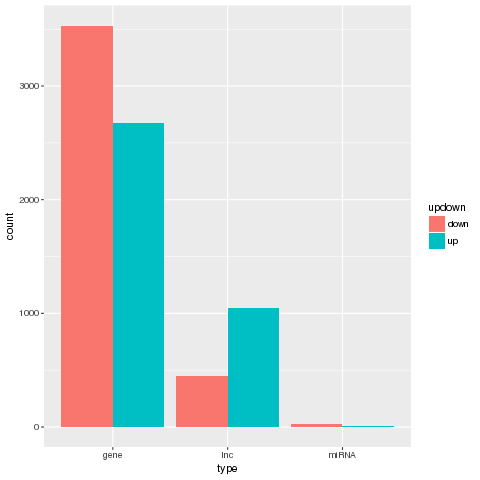 3000
2000
1000
0
count
gene
lnc
miRNA
type
updown
down
up